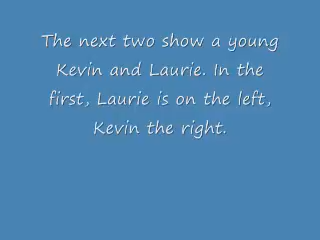 The next two show a young
Kevin and Laurie. In the
first, Laurie is on the left,
Kevin the right.